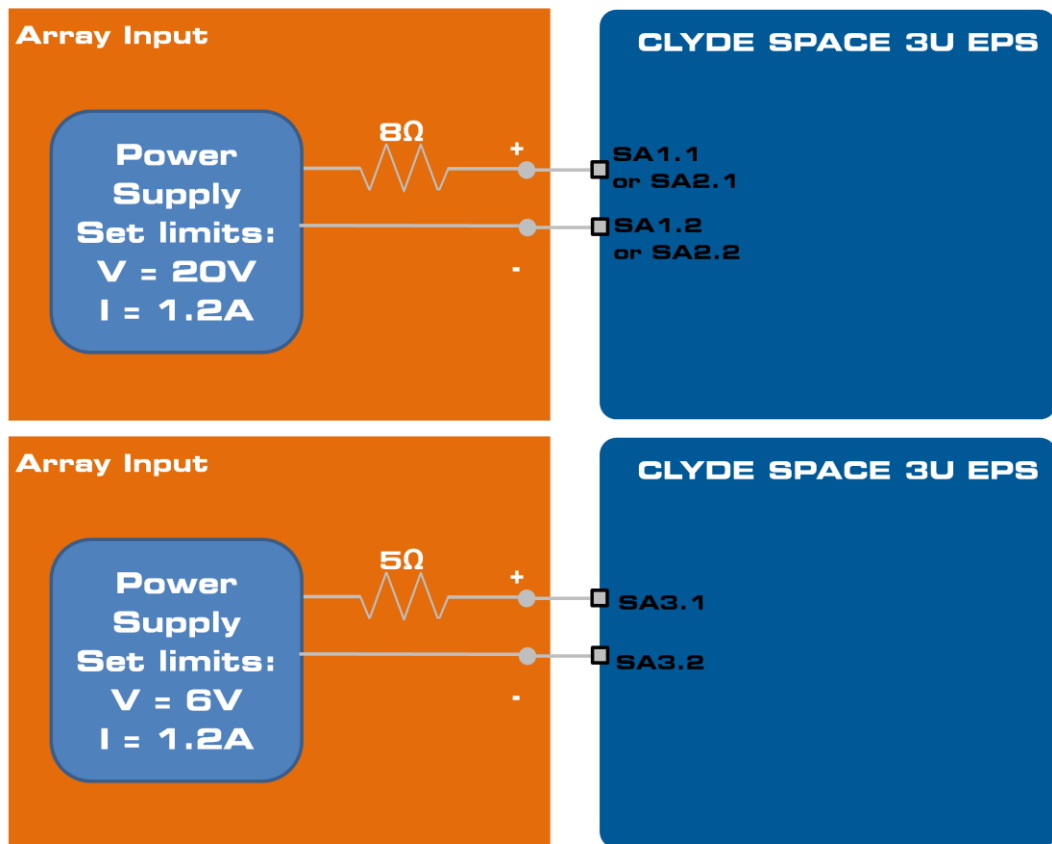 Array Input
CLYDE SPACE 3U EPS
Power
Supply
Set limits:
V = 20V
I = 1.2A
8Ω
+
-
SA1.1
or SA2.1
SA1.2
or SA2.2
Array Input
CLYDE SPACE 3U EPS
Power
Supply
Set limits:
V = 6V
I = 1.2A
5Ω
+
-
SA3.1
SA3.2